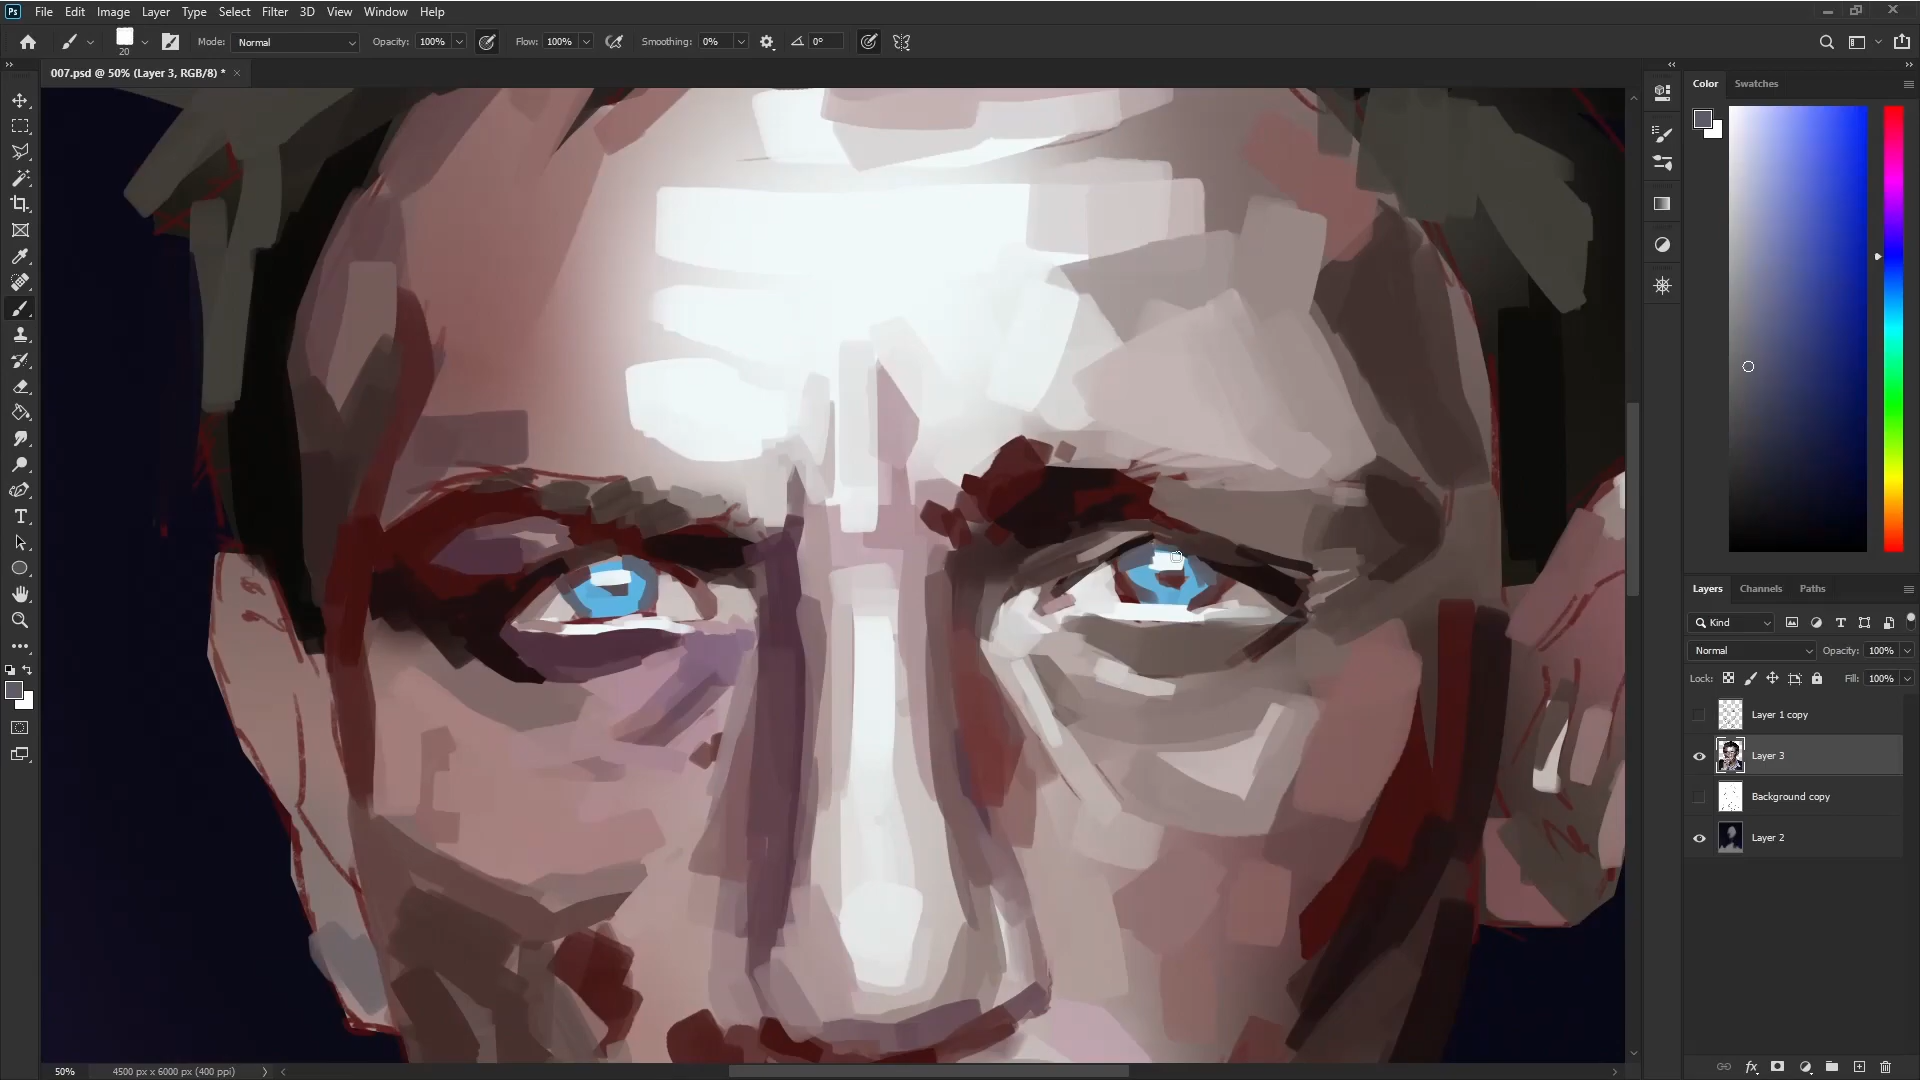 Ps File Edit Image Layer Type Select Filter 3D View Window Help
20 Mode: Normal Opacity: 100% Flow: 100% Smoothing: 0% 0°
007.psd @ 50% (Layer 3, RGB/8) *
Color Swatches
Layers Channels Paths
Kind
Normal Opacity: 100%
Lock: Fill: 100%
Layer 1 copy
Layer 3
Background copy
Layer 2
50% 4500 px x 6000 px (400 ppi)